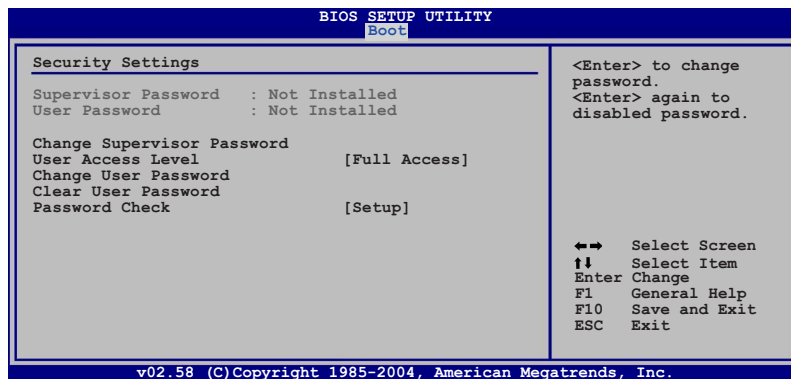 BIOS SETUP UTILITY
Boot
Security Settings
Supervisor Password : Not Installed
User Password : Not Installed
Change Supervisor Password
User Access Level [Full Access]
Change User Password
Clear User Password
Password Check [Setup]
<Enter> to change
password.
<Enter> again to
disabled password.
←→ Select Screen
↑↓ Select Item
Enter Change
F1 General Help
F10 Save and Exit
ESC Exit
v02.58 (C)Copyright 1985-2004, American Megatrends, Inc.